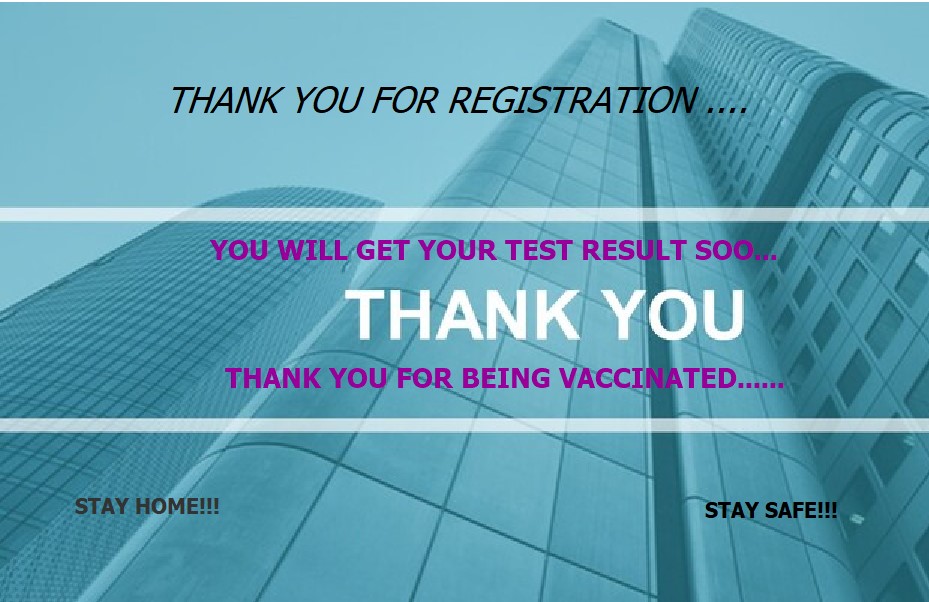 THANK YOU FOR REGISTRATION ....
YOU WILL GET YOUR TEST RESULT SOO...
THANK YOU
THANK YOU FOR BEING VACCINATED......
STAY HOME!!!
STAY SAFE!!!